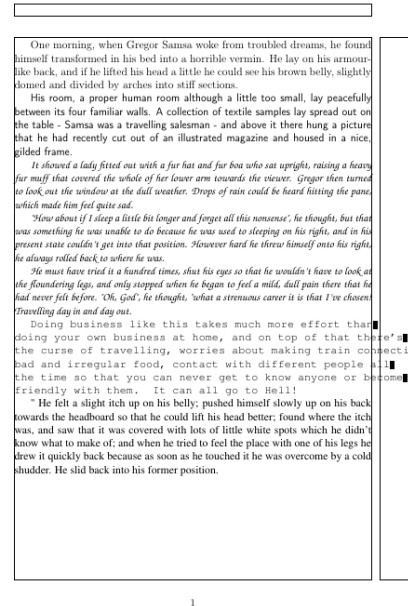 One morning, when Gregor Samsa woke from troubled dreams, he found
himself transformed in his bed into a horrible vermin. He lay on his armour-
like back, and if he lifted his head a little he could see his brown belly, slightly
domed and divided by arches into stiff sections.
His room, a proper human room although a little too small, lay peacefully
between its four familiar walls. A collection of textile samples lay spread out on
the table - Samsa was a travelling salesman - and above it there hung a picture
that he had recently cut out of an illustrated magazine and housed in a nice,
gilded frame.
It showed a lady fitted out with a fur hat and fur boa who sat upright, raising a heavy
fur muff that covered the whole of her lower arm towards the viewer. Gregor then turned
to look out the window at the dull weather. Drops of rain could be heard hitting the pane,
which made him feel quite sad.
'How about if I sleep a little bit longer and forget all this nonsense', he thought, but that
was something he was unable to do because he was used to sleeping on his right, and in his
present state couldn't get into that position. However hard he threw himself onto his right,
he always rolled back to where he was.
He must have tried it a hundred times, shut his eyes so that he wouldn't have to look at
the floundering legs, and only stopped when he began to feel a mild, dull pain there that he
had never felt before. 'Oh, God', he thought, 'what a strenuous career it is that I've chosen!
Travelling day in and day out.
Doing business like this takes much more effort than
doing your own business at home, and on top of that there's
the curse of travelling, worries about making train connecti
bad and irregular food, contact with different people all
the time so that you can never get to know anyone or become
friendly with them. It can all go to Hell!
" He felt a slight itch up on his belly; pushed himself slowly up on his back
towards the headboard so that he could lift his head better; found where the itch
was, and saw that it was covered with lots of little white spots which he didn't
know what to make of; and when he tried to feel the place with one of his legs he
drew it quickly back because as soon as he touched it he was overcome by a cold
shudder. He slid back into his former position.
1